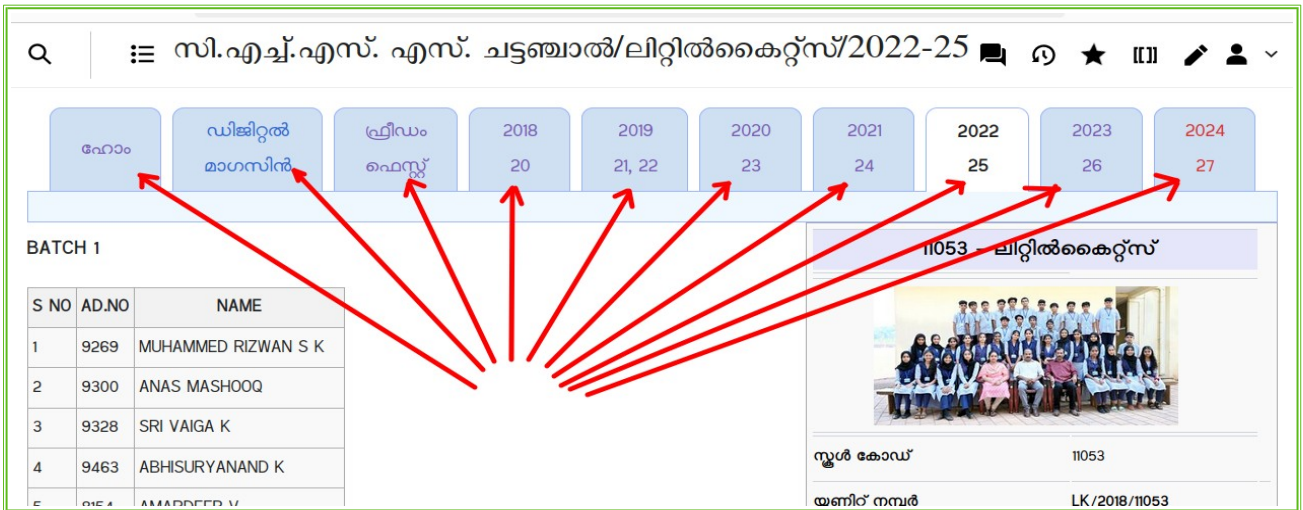 സി.എച്ച്.എസ്. എസ്. ചട്ടഞ്ചാൽ/ലിറ്റിൽകൈറ്റ്സ്/2022-25
ഹോം
ഡിജിറ്റൽ
മാഗസിൻ
ഫ്രീഡം
ഫെസ്റ്റ്
2018
20
2019
21, 22
2020
23
2021
24
2022
25
2023
26
2024
27
BATCH 1
S NO AD.NO NAME
1 9269 MUHAMMED RIZWAN S K
2 9300 ANAS MASHOOQ
3 9328 SRI VAIGA K
4 9463 ABHISURYANAND K
11053 - ലിറ്റിൽകൈറ്റ്സ്
സ്കൂൾ കോഡ് 11053
യൂണിറ്റ് നമ്പർ LK/2018/11053